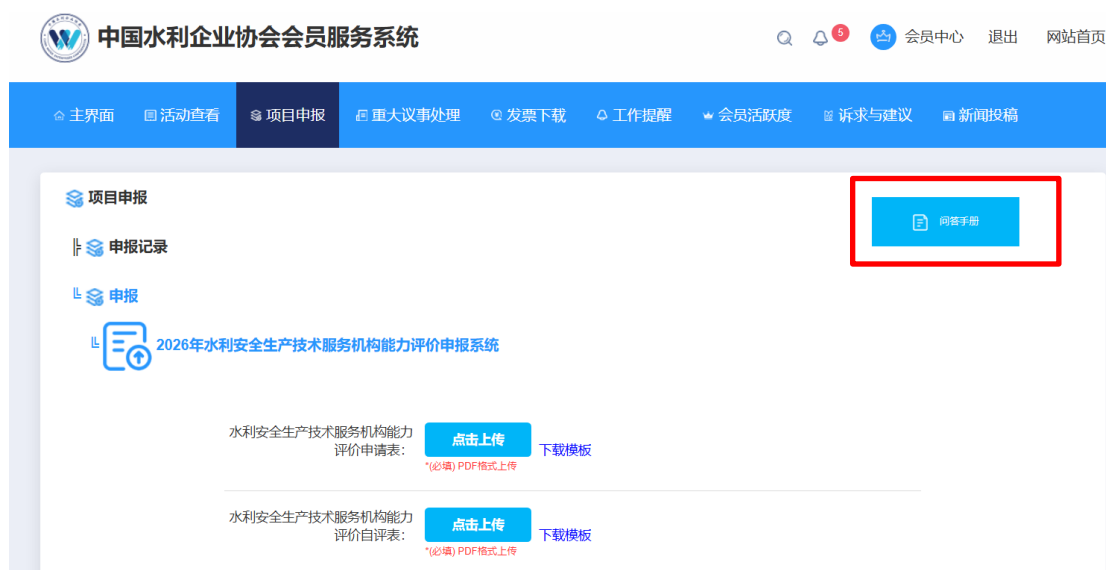 中国水利企业协会会员服务系统
5 会员中心 退出 网站首页
主界面 活动查看 项目申报 重大议事处理 发票下载 工作提醒 会员活跃度 诉求与建议 新闻投稿
项目申报
问答手册
申报记录
申报
2026年水利安全生产技术服务机构能力评价申报系统
水利安全生产技术服务机构能力
评价申请表：
点击上传 下载模板
*(必填) PDF格式上传
水利安全生产技术服务机构能力
评价自评表：
点击上传 下载模板
*(必填) PDF格式上传